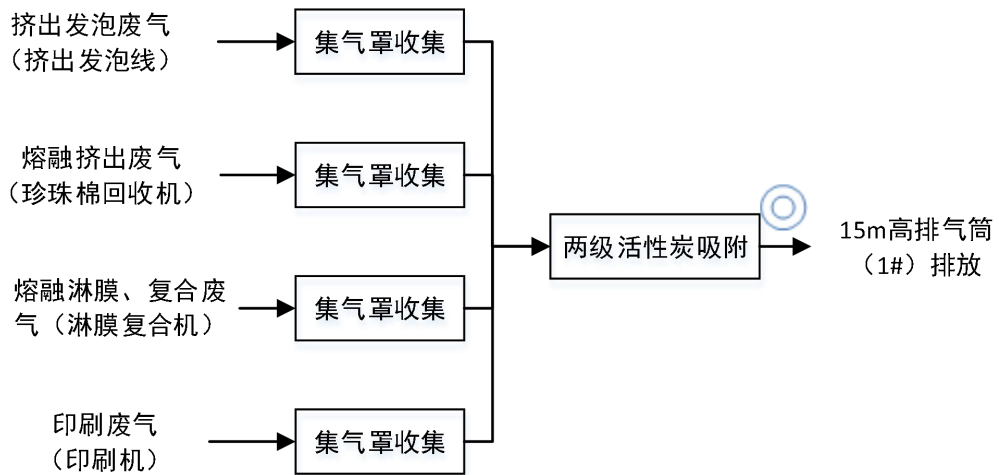 挤出发泡废气
（挤出发泡线）
集气罩收集
熔融挤出废气
（珍珠棉回收机）
集气罩收集
熔融淋膜、复合废
气（淋膜复合机）
集气罩收集
印刷废气
（印刷机）
集气罩收集
两级活性炭吸附
15m高排气筒
（1#）排放